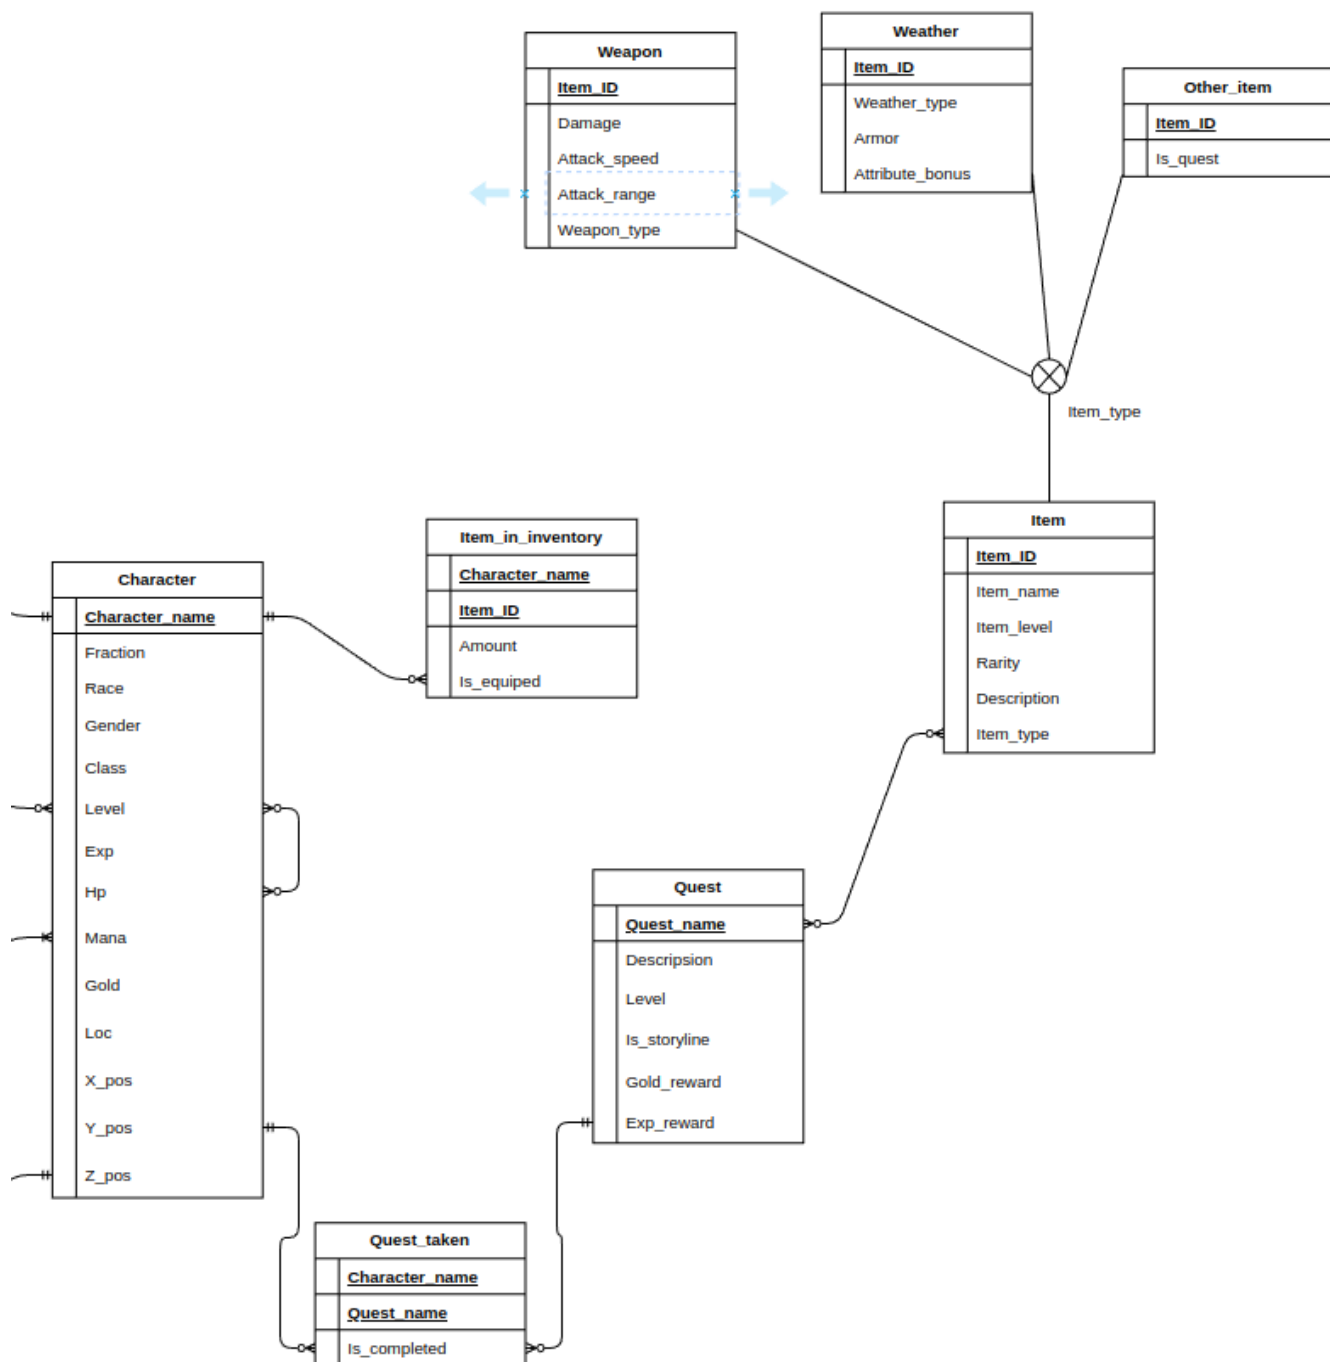 Weapon
Item_ID
Damage
Attack_speed
Attack_range
Weapon_type
Weather
Item_ID
Weather_type
Armor
Attribute_bonus
Other_item
Item_ID
Is_quest
Item_type
Item
Item_ID
Item_name
Item_level
Rarity
Description
Item_type
Item_in_inventory
Character_name
Item_ID
Amount
Is_equiped
Character
Character_name
Fraction
Race
Gender
Class
Level
Exp
Hp
Mana
Gold
Loc
X_pos
Y_pos
Z_pos
Quest
Quest_name
Descripsion
Level
Is_storyline
Gold_reward
Exp_reward
Quest_taken
Character_name
Quest_name
Is_completed